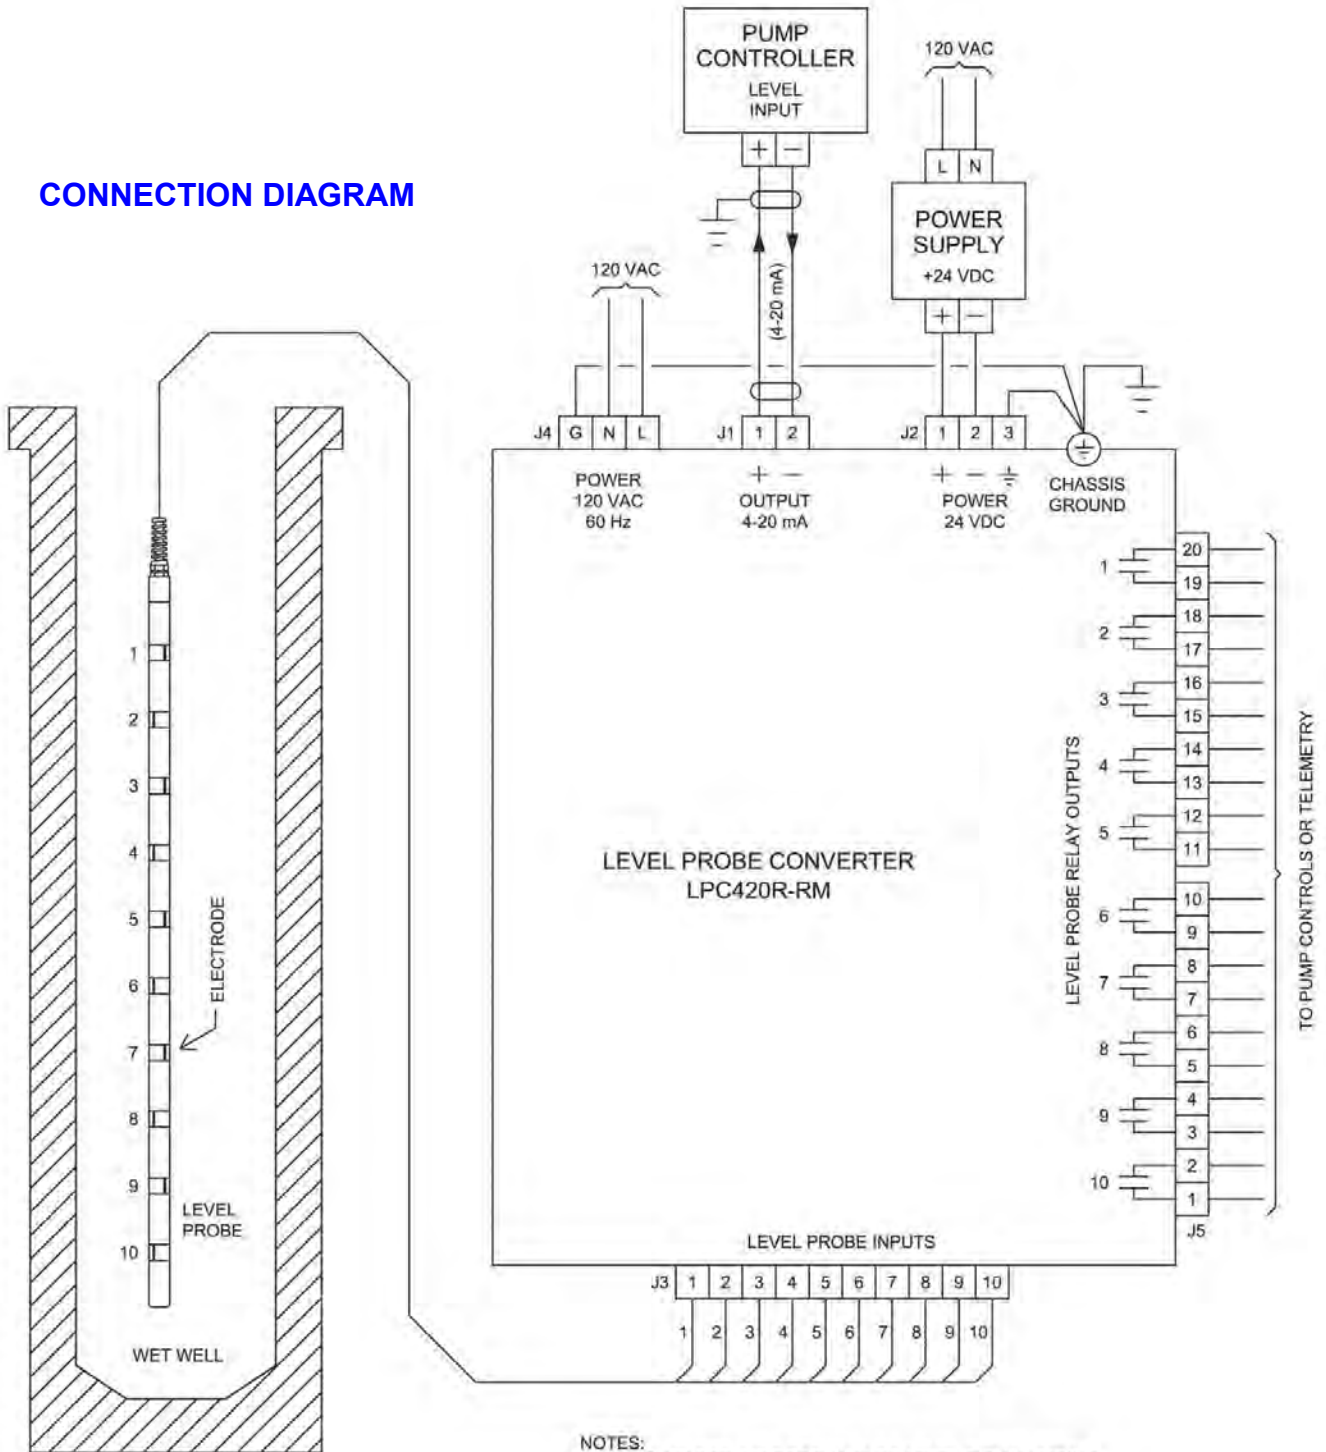 CONNECTION DIAGRAM
PUMP
CONTROLLER
LEVEL
INPUT
+ −
(4-20 mA)
120 VAC
L N
POWER
SUPPLY
+24 VDC
+ −
120 VAC
J4 G N L
POWER
120 VAC
60 Hz
J1 1 2
+ −
OUTPUT
4-20 mA
J2 1 2 3
+ −
POWER
24 VDC
CHASSIS
GROUND
1
2
3
4
5
6
7
8
9
10
ELECTRODE
LEVEL
PROBE
WET WELL
LEVEL PROBE CONVERTER
LPC420R-RM
LEVEL PROBE RELAY OUTPUTS
1
2
3
4
5
6
7
8
9
10
20
19
18
17
16
15
14
13
12
11
10
9
8
7
6
5
4
3
2
1
J5
TO PUMP CONTROLS OR TELEMETRY
LEVEL PROBE INPUTS
J3 1 2 3 4 5 6 7 8 9 10
1 2 3 4 5 6 7 8 9 10
NOTES: